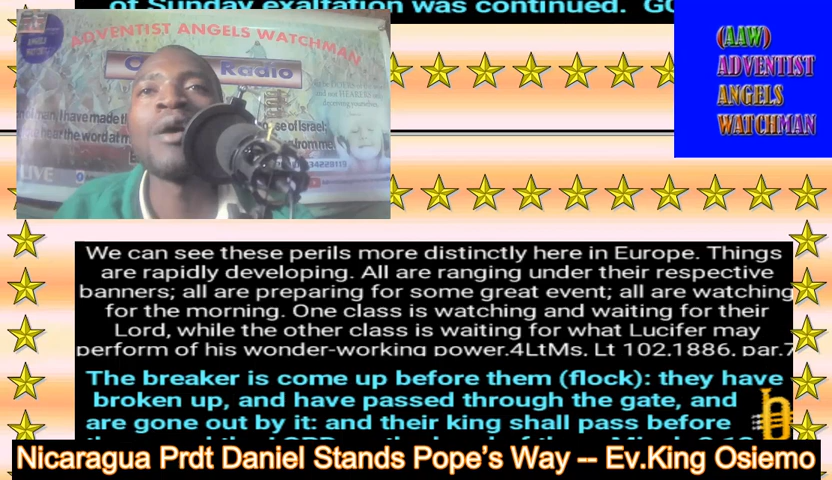 of Sunday exaltation was continued. GO
ADVENTIST ANGELS WATCHMAN
Radio
LIVE
(AAW)
ADVENTIST
ANGELS
WATCHMAN
We can see these perils more distinctly here in Europe. Things
are rapidly developing. All are ranging under their respective
banners; all are preparing for some great event; all are watching
for the morning. One class is watching and waiting for their
Lord, while the other class is waiting for what Lucifer may
perform of his wonder-working power.4LtMs, Lt 102,1886, par.7
The breaker is come up before them (flock): they have
broken up, and have passed through the gate, and
are gone out by it: and their king shall pass before
Nicaragua Prdt Daniel Stands Pope's Way -- Ev.King Osiemo